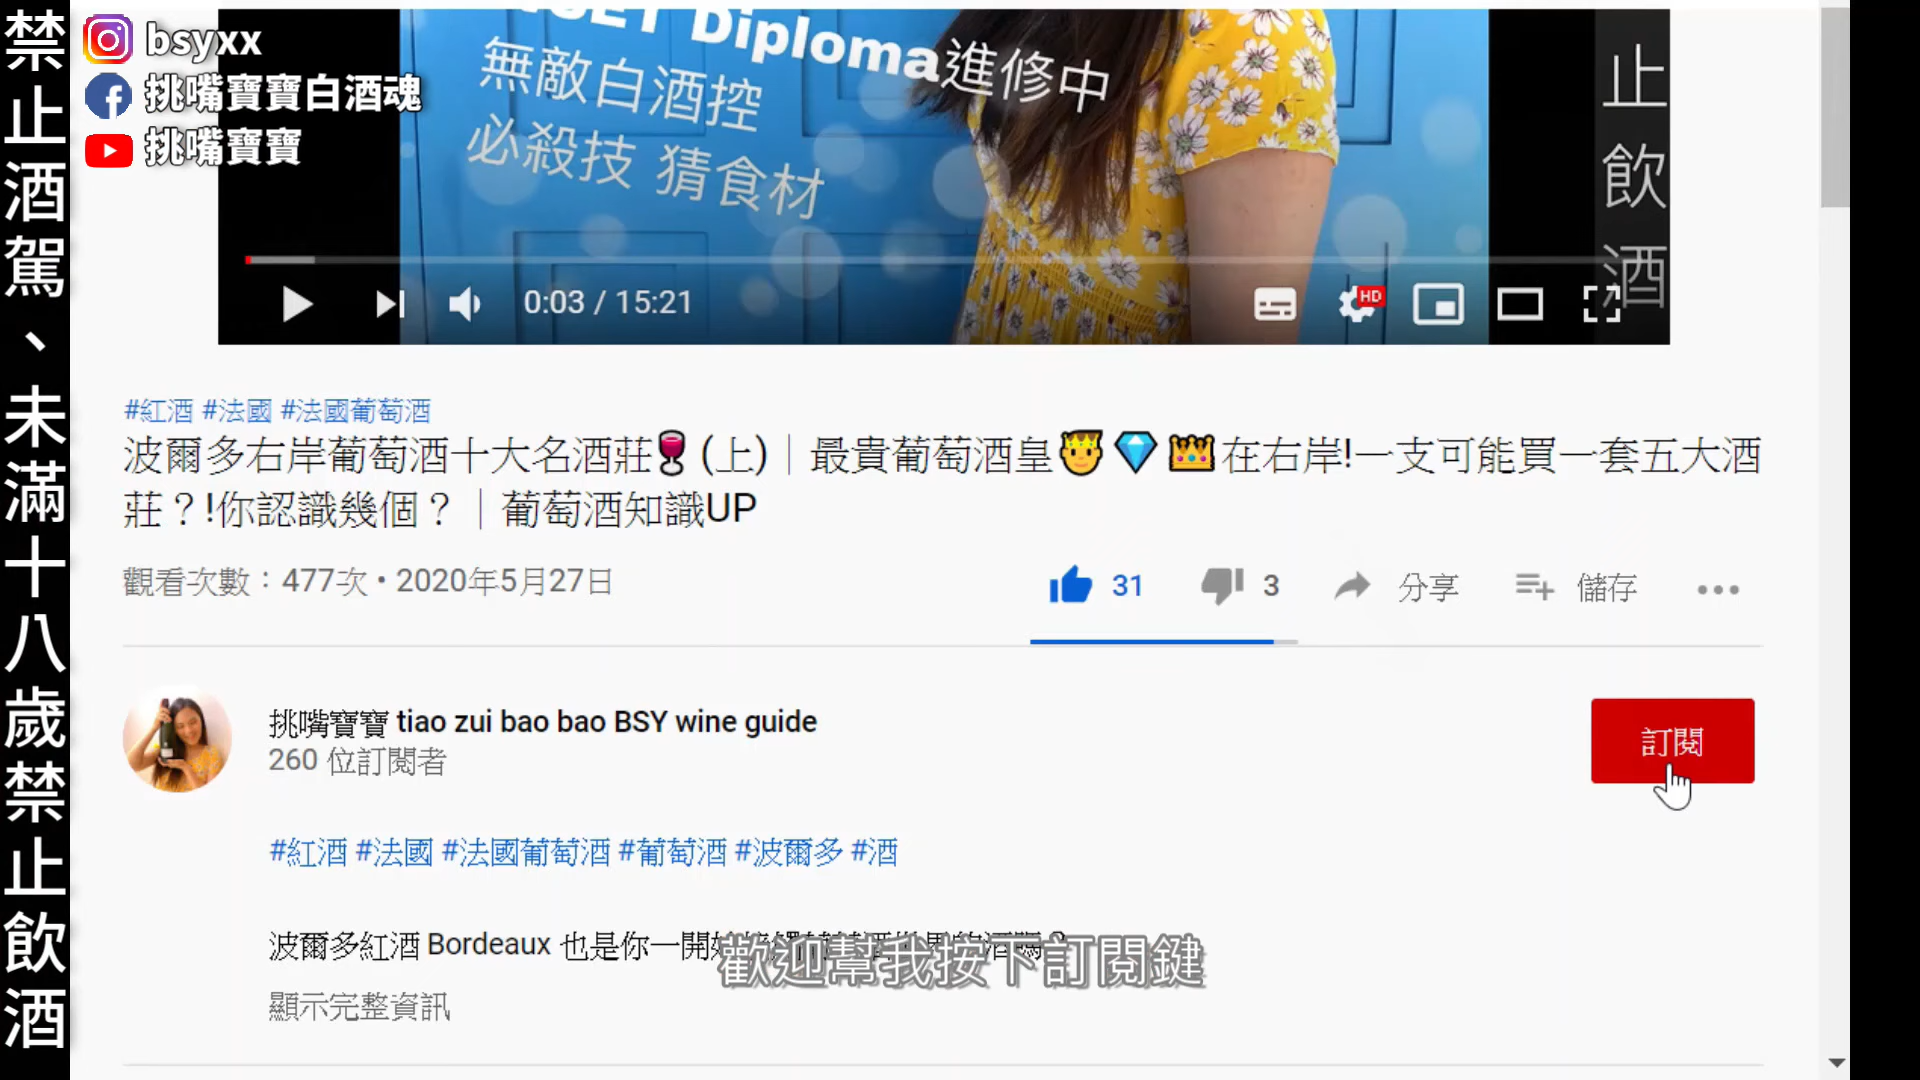 禁止酒駕、未滿十八歲禁止飲酒
bsyxx
挑嘴寶寶白酒魂
挑嘴寶寶
Diploma進修中
無敵白酒控
必殺技 猜食材
止飲酒
0:03 / 15:21
HD
#紅酒 #法國 #法國葡萄酒
波爾多右岸葡萄酒十大名酒莊🍷(上)｜最貴葡萄酒皇🤴💎👑在右岸!一支可能買一套五大酒
莊？!你認識幾個？｜葡萄酒知識UP
觀看次數：477次 • 2020年5月27日
31
3
分享
儲存
挑嘴寶寶 tiao zui bao bao BSY wine guide
260 位訂閱者
訂閱
#紅酒 #法國 #法國葡萄酒 #葡萄酒 #波爾多 #酒
波爾多紅酒 Bordeaux 也是你一開
歡迎幫我按下訂閱鍵
顯示完整資訊